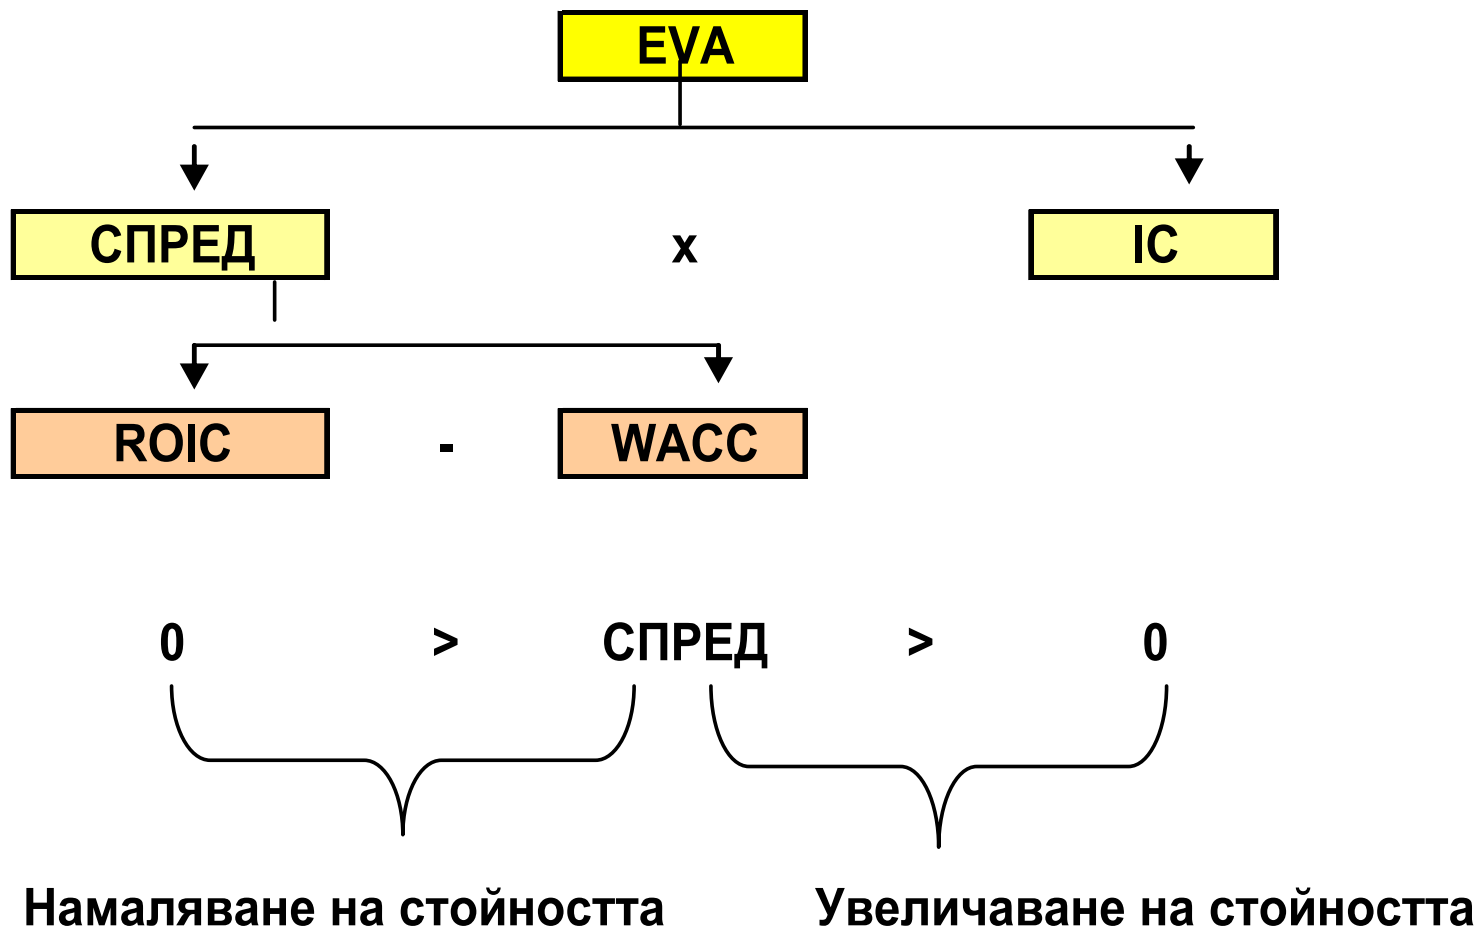 EVA
СПРЕД x IC
ROIC - WACC
0 > СПРЕД > 0
Намаляване на стойността Увеличаване на стойността